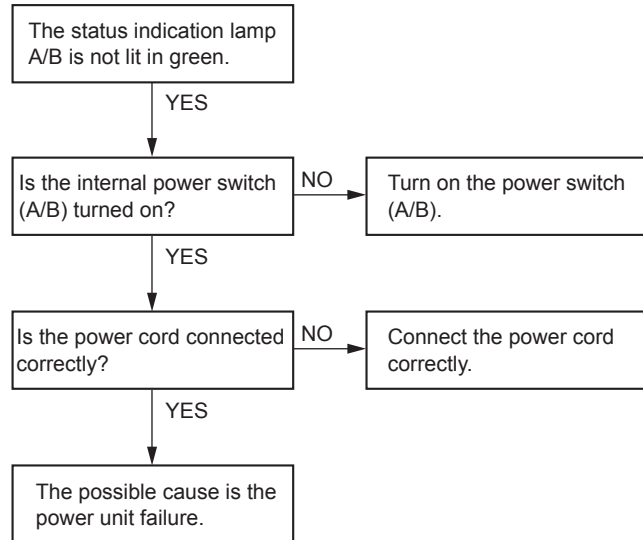 The status indication lamp
A/B is not lit in green.
YES
Is the internal power switch
(A/B) turned on?
NO
Turn on the power switch
(A/B).
YES
Is the power cord connected
correctly?
NO
Connect the power cord
correctly.
YES
The possible cause is the
power unit failure.